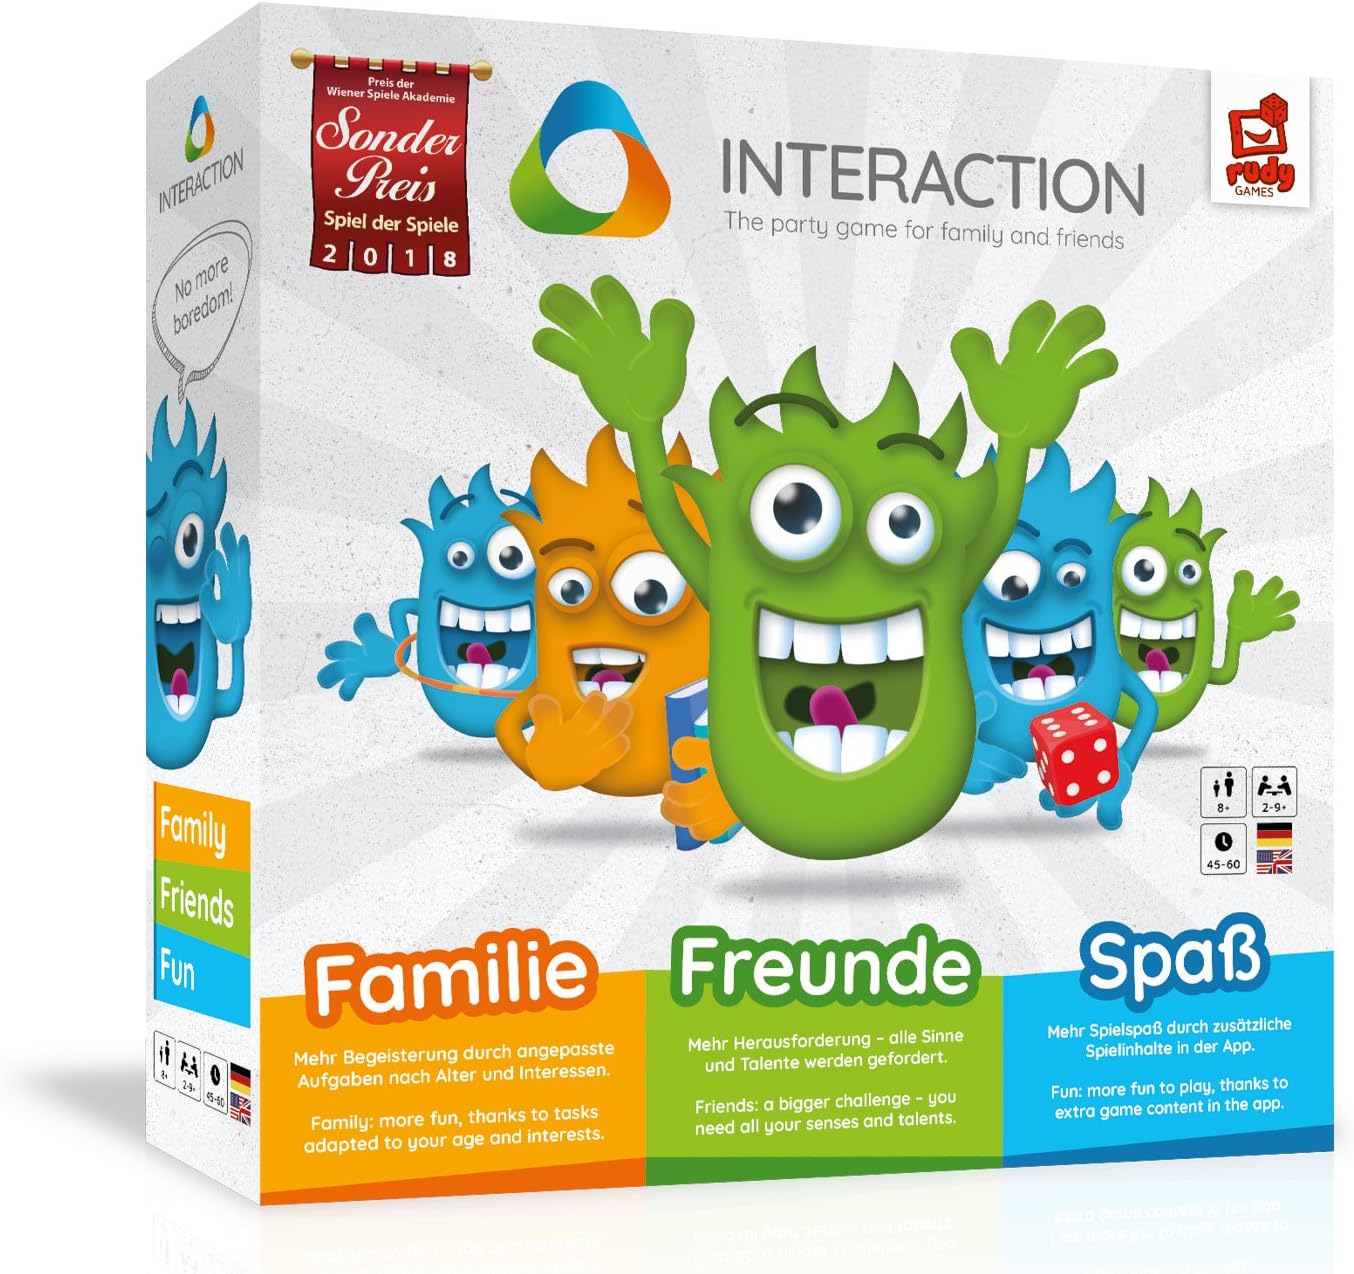 Preis der
Wiener Spiele Akademie
Sonder
Preis
Spiel der Spiele
2018
INTERACTION
The party game for family and friends
rudy
GAMES
INTERACTION
No more
boredom!
Family
Friends
Fun
8+
2-9+
45-60
8+
2-9+
45-60
Familie
Mehr Begeisterung durch angepasste
Aufgaben nach Alter und Interessen.
Family: more fun, thanks to tasks
adapted to your age and interests.
Freunde
Mehr Herausforderung – alle Sinne
und Talente werden gefordert.
Friends: a bigger challenge – you
need all your senses and talents.
Spaß
Mehr Spielspaß durch zusätzliche
Spielinhalte in der App.
Fun: more fun to play, thanks to
extra game content in the app.